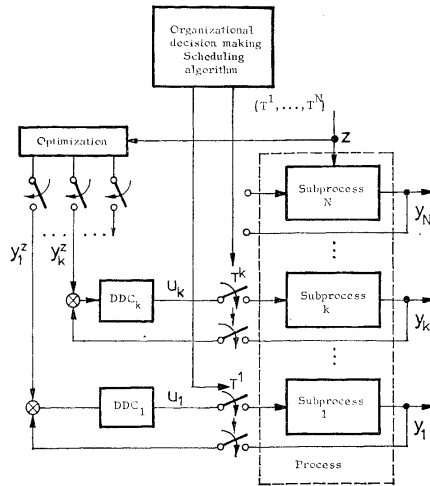 Organizational
decision making
Scheduling
algorithm
(T¹,...,Tᴺ)
Optimization
z
Subprocess
N
y_N
y₁ᶻ
y_kᶻ
DDC_k
u_k
Tᵏ
Subprocess
k
y_k
DDC₁
u₁
T¹
Subprocess
1
y₁
Process